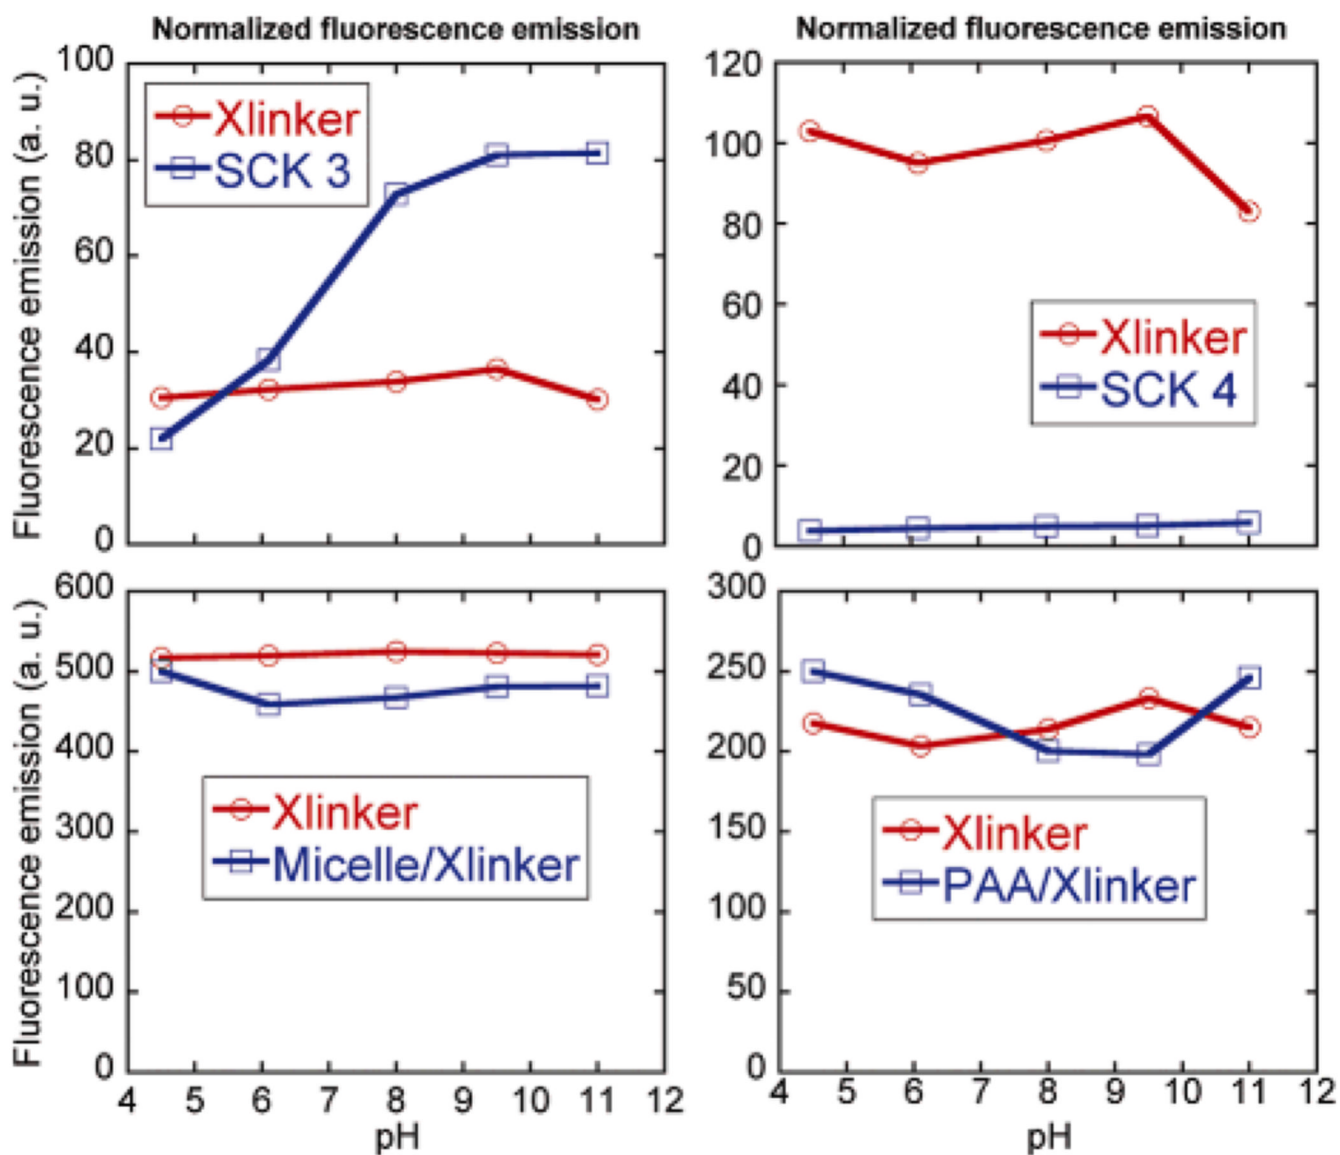 Normalized fluorescence emission
Fluorescence emission (a. u.)
100
80
60
40
20
0
Xlinker
SCK 3
Normalized fluorescence emission
120
100
80
60
40
20
0
Xlinker
SCK 4
Fluorescence emission (a. u.)
600
500
400
300
200
100
0
Xlinker
Micelle/Xlinker
4 5 6 7 8 9 10 11 12
pH
300
250
200
150
100
50
0
Xlinker
PAA/Xlinker
4 5 6 7 8 9 10 11 12
pH